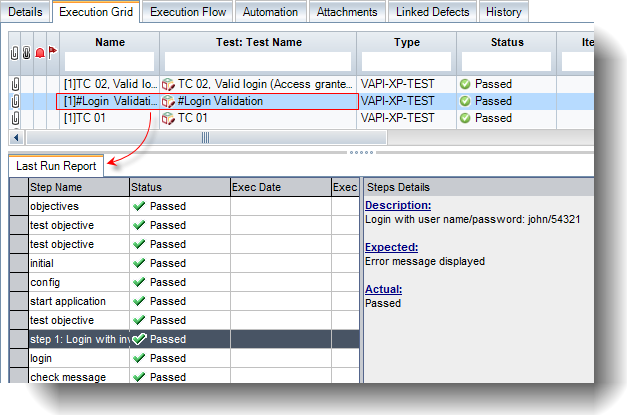 Details Execution Grid Execution Flow Automation Attachments Linked Defects History
Name Test: Test Name Type Status Ite
[1]TC 02, Valid lo... TC 02, Valid login (Access grante... VAPI-XP-TEST Passed
[1]#Login Validati... #Login Validation VAPI-XP-TEST Passed
[1]TC 01 TC 01 VAPI-XP-TEST Passed
Last Run Report
Step Name Status Exec Date Exec Steps Details
objectives Passed
test objective Passed
test objective Passed
initial Passed
config Passed
start application Passed
test objective Passed
step 1: Login with inv Passed
login Passed
check message Passed
Description:
Login with user name/password: john/54321
Expected:
Error message displayed
Actual:
Passed